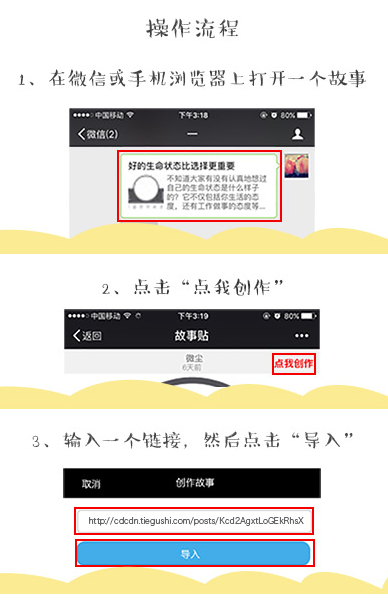 操作流程
1、在微信或手机浏览器上打开一个故事
中国移动 下午3:18 80%
微信(2)
好的生命状态比选择更重要
不知道大家有没有认真地想过
自己的生命状态是什么样子
的？它不仅包括你生活的态
度，还有工作做事的态度等...
2、点击“点我创作”
中国移动 下午3:19 80%
返回 故事贴 •••
微尘
6天前
点我创作
3、输入一个链接，然后点击“导入”
取消 创作故事
http://cdcdn.tiegushi.com/posts/Kcd2AgxtLoGEkRhsX
导入